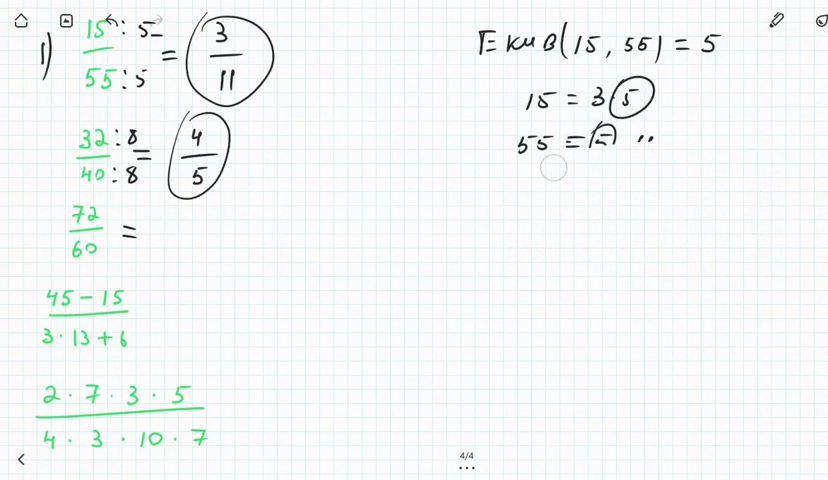 1) 15/55 : 5/5 = 3/11
32/40 : 8/8 = 4/5
72/60 =
45 - 15 / 3 · 13 + 6
2 · 7 · 3 · 5 / 4 · 3 · 10 · 7
ЕКИВ(15, 55) = 5
15 = 3 · 5
55 = 5 · 11
4/4